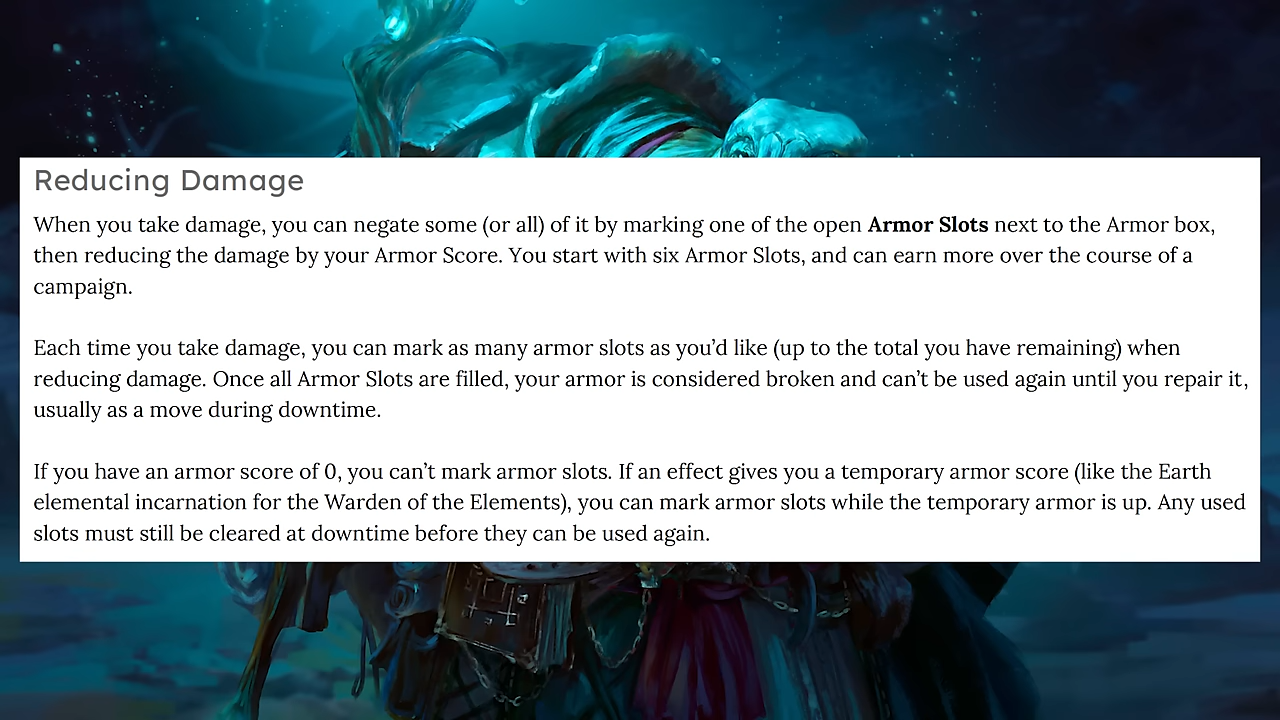 Reducing Damage
When you take damage, you can negate some (or all) of it by marking one of the open Armor Slots next to the Armor box,
then reducing the damage by your Armor Score. You start with six Armor Slots, and can earn more over the course of a
campaign.
Each time you take damage, you can mark as many armor slots as you’d like (up to the total you have remaining) when
reducing damage. Once all Armor Slots are filled, your armor is considered broken and can’t be used again until you repair it,
usually as a move during downtime.
If you have an armor score of 0, you can’t mark armor slots. If an effect gives you a temporary armor score (like the Earth
elemental incarnation for the Warden of the Elements), you can mark armor slots while the temporary armor is up. Any used
slots must still be cleared at downtime before they can be used again.